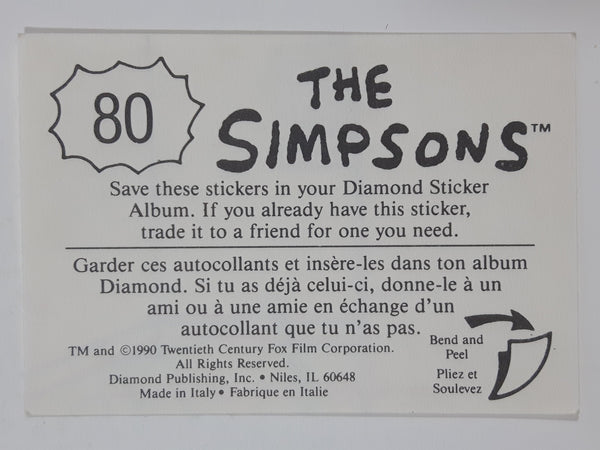 80
THE
SIMPSONS™
Save these stickers in your Diamond Sticker
Album. If you already have this sticker,
trade it to a friend for one you need.
Garder ces autocollants et insère-les dans ton album
Diamond. Si tu as déjà celui-ci, donne-le à un
ami ou à une amie en échange d'un
autocollant que tu n'as pas.
TM and ©1990 Twentieth Century Fox Film Corporation.
All Rights Reserved.
Diamond Publishing, Inc. • Niles, IL 60648
Made in Italy • Fabrique en Italie
Bend and
Peel
Pliez et
Soulevez